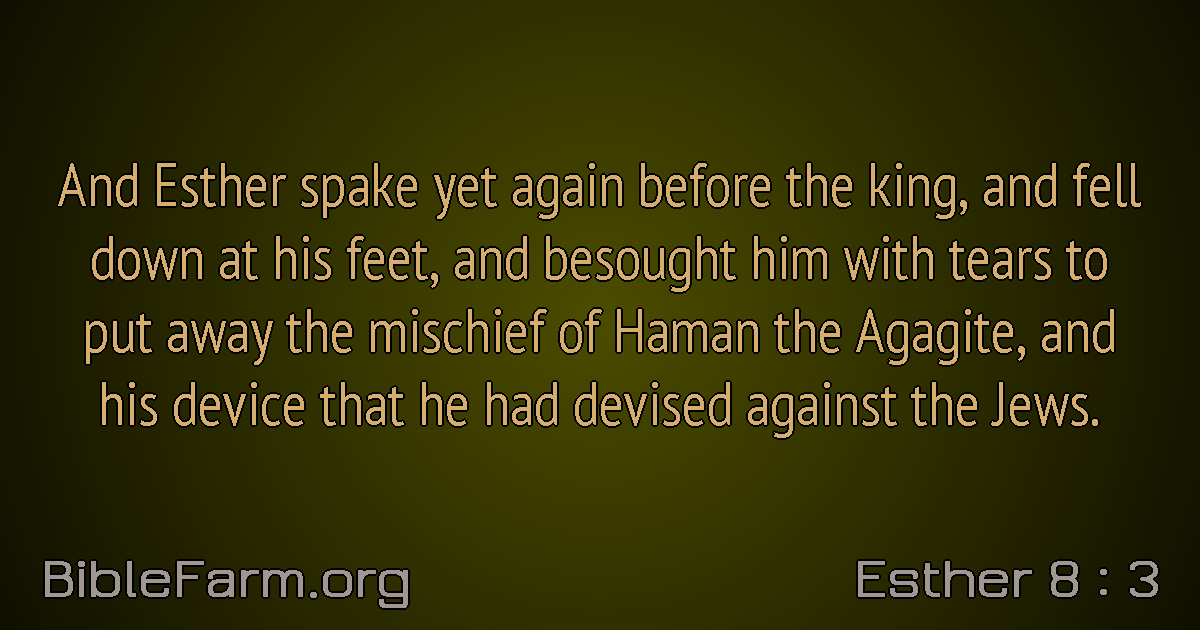 And Esther spake yet again before the king, and fell
down at his feet, and besought him with tears to
put away the mischief of Haman the Agagite, and
his device that he had devised against the Jews.
BibleFarm.org
Esther 8 : 3